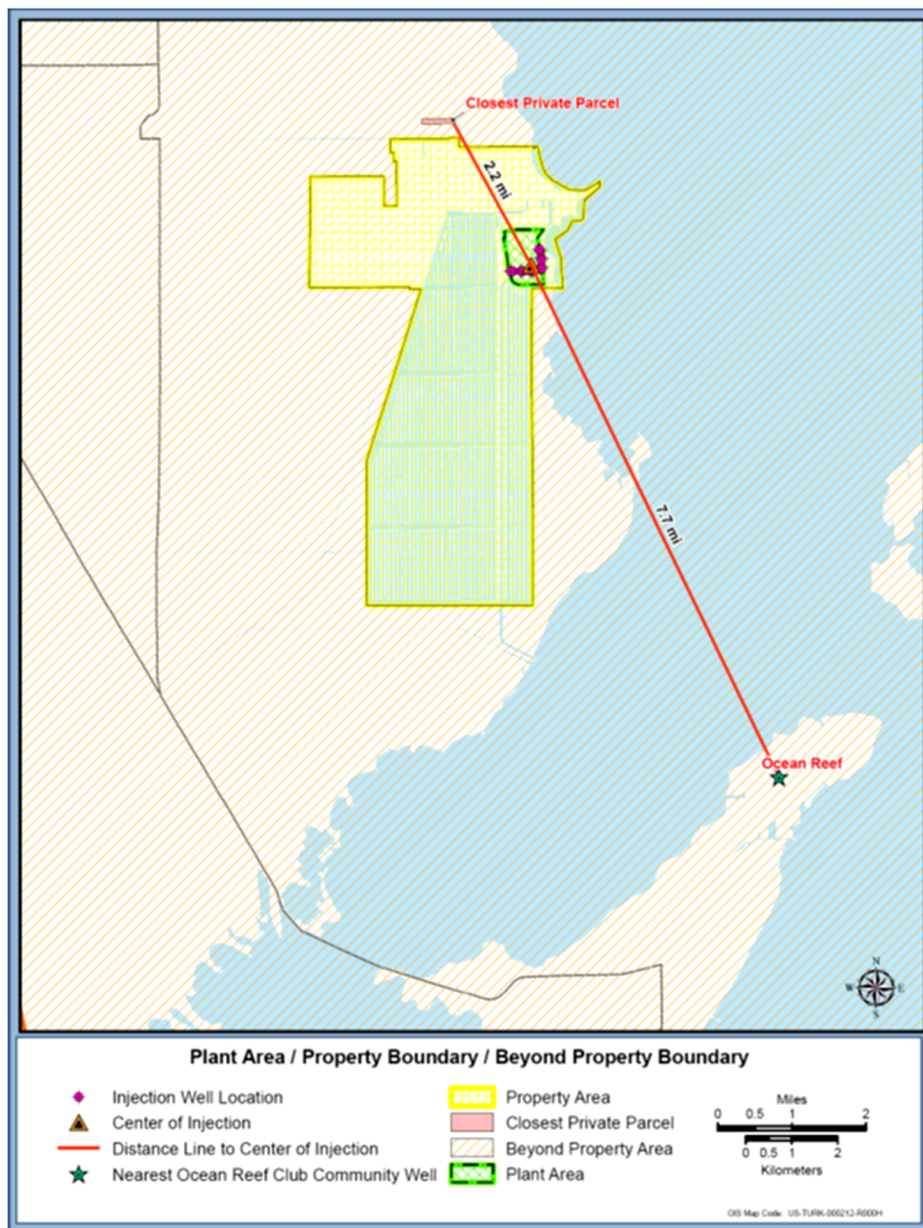 Closest Private Parcel
2.2 mi
7.7 mi
Ocean Reef
N
W E
S
Plant Area / Property Boundary / Beyond Property Boundary
Injection Well Location
Center of Injection
Distance Line to Center of Injection
Nearest Ocean Reef Club Community Well
Property Area
Closest Private Parcel
Beyond Property Area
Plant Area
Miles
0 0.5 1 2
0 0.5 1 2
Kilometers
GIS Map Code: US-TURK-000212-R000H